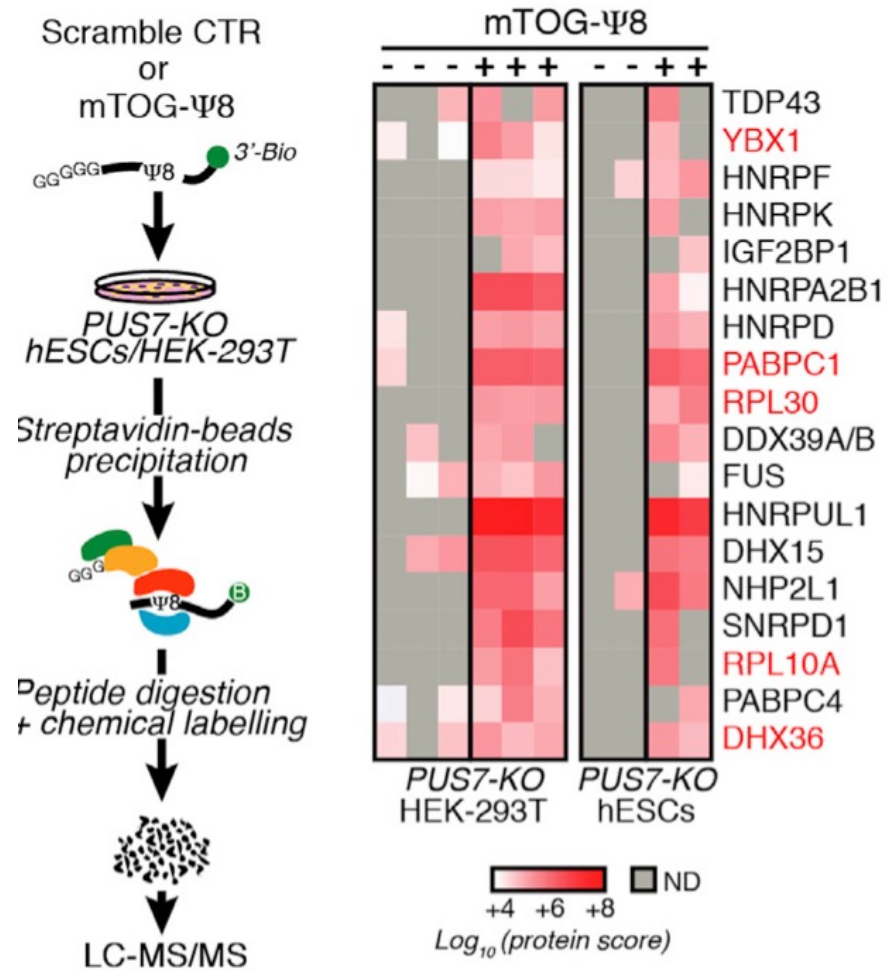 Scramble CTR
or
mTOG-Ψ8
GGGGG
Ψ8
3'-Bio
PUS7-KO
hESCs/HEK-293T
Streptavidin-beads
precipitation
GGG
Ψ8
B
Peptide digestion
+ chemical labelling
LC-MS/MS
mTOG-Ψ8
- - - + + + - - + +
TDP43
YBX1
HNRPF
HNRPK
IGF2BP1
HNRPA2B1
HNRPD
PABPC1
RPL30
DDX39A/B
FUS
HNRPUL1
DHX15
NHP2L1
SNRPD1
RPL10A
PABPC4
DHX36
PUS7-KO PUS7-KO
HEK-293T hESCs
ND
+4 +6 +8
Log10 (protein score)